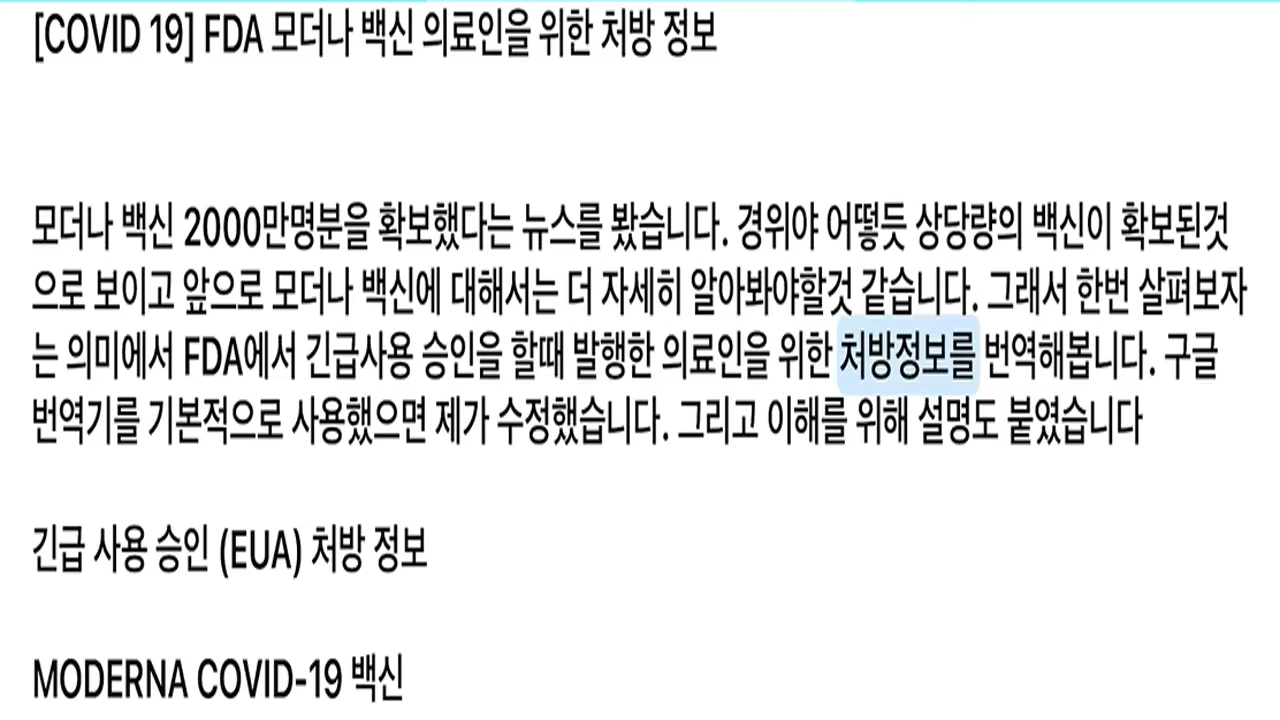 [COVID 19] FDA 모더나 백신 의료인을 위한 처방 정보
모더나 백신 2000만명분을 확보했다는 뉴스를 봤습니다. 경위야 어떻듯 상당량의 백신이 확보된것
으로 보이고 앞으로 모더나 백신에 대해서는 더 자세히 알아봐야할것 같습니다. 그래서 한번 살펴보자
는 의미에서 FDA에서 긴급사용 승인을 할때 발행한 의료인을 위한 처방정보를 번역해봅니다. 구글
번역기를 기본적으로 사용했으면 제가 수정했습니다. 그리고 이해를 위해 설명도 붙였습니다
긴급 사용 승인 (EUA) 처방 정보
MODERNA COVID-19 백신